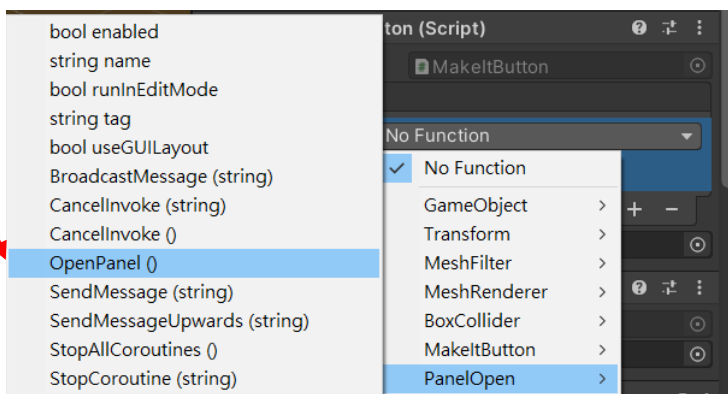 bool enabled
string name
bool runInEditMode
string tag
bool useGUILayout
BroadcastMessage (string)
CancelInvoke (string)
CancelInvoke ()
OpenPanel ()
SendMessage (string)
SendMessageUpwards (string)
StopAllCoroutines ()
StopCoroutine (string)
ton (Script)
MakeItButton
No Function
No Function
GameObject
Transform
MeshFilter
MeshRenderer
BoxCollider
MakeItButton
PanelOpen